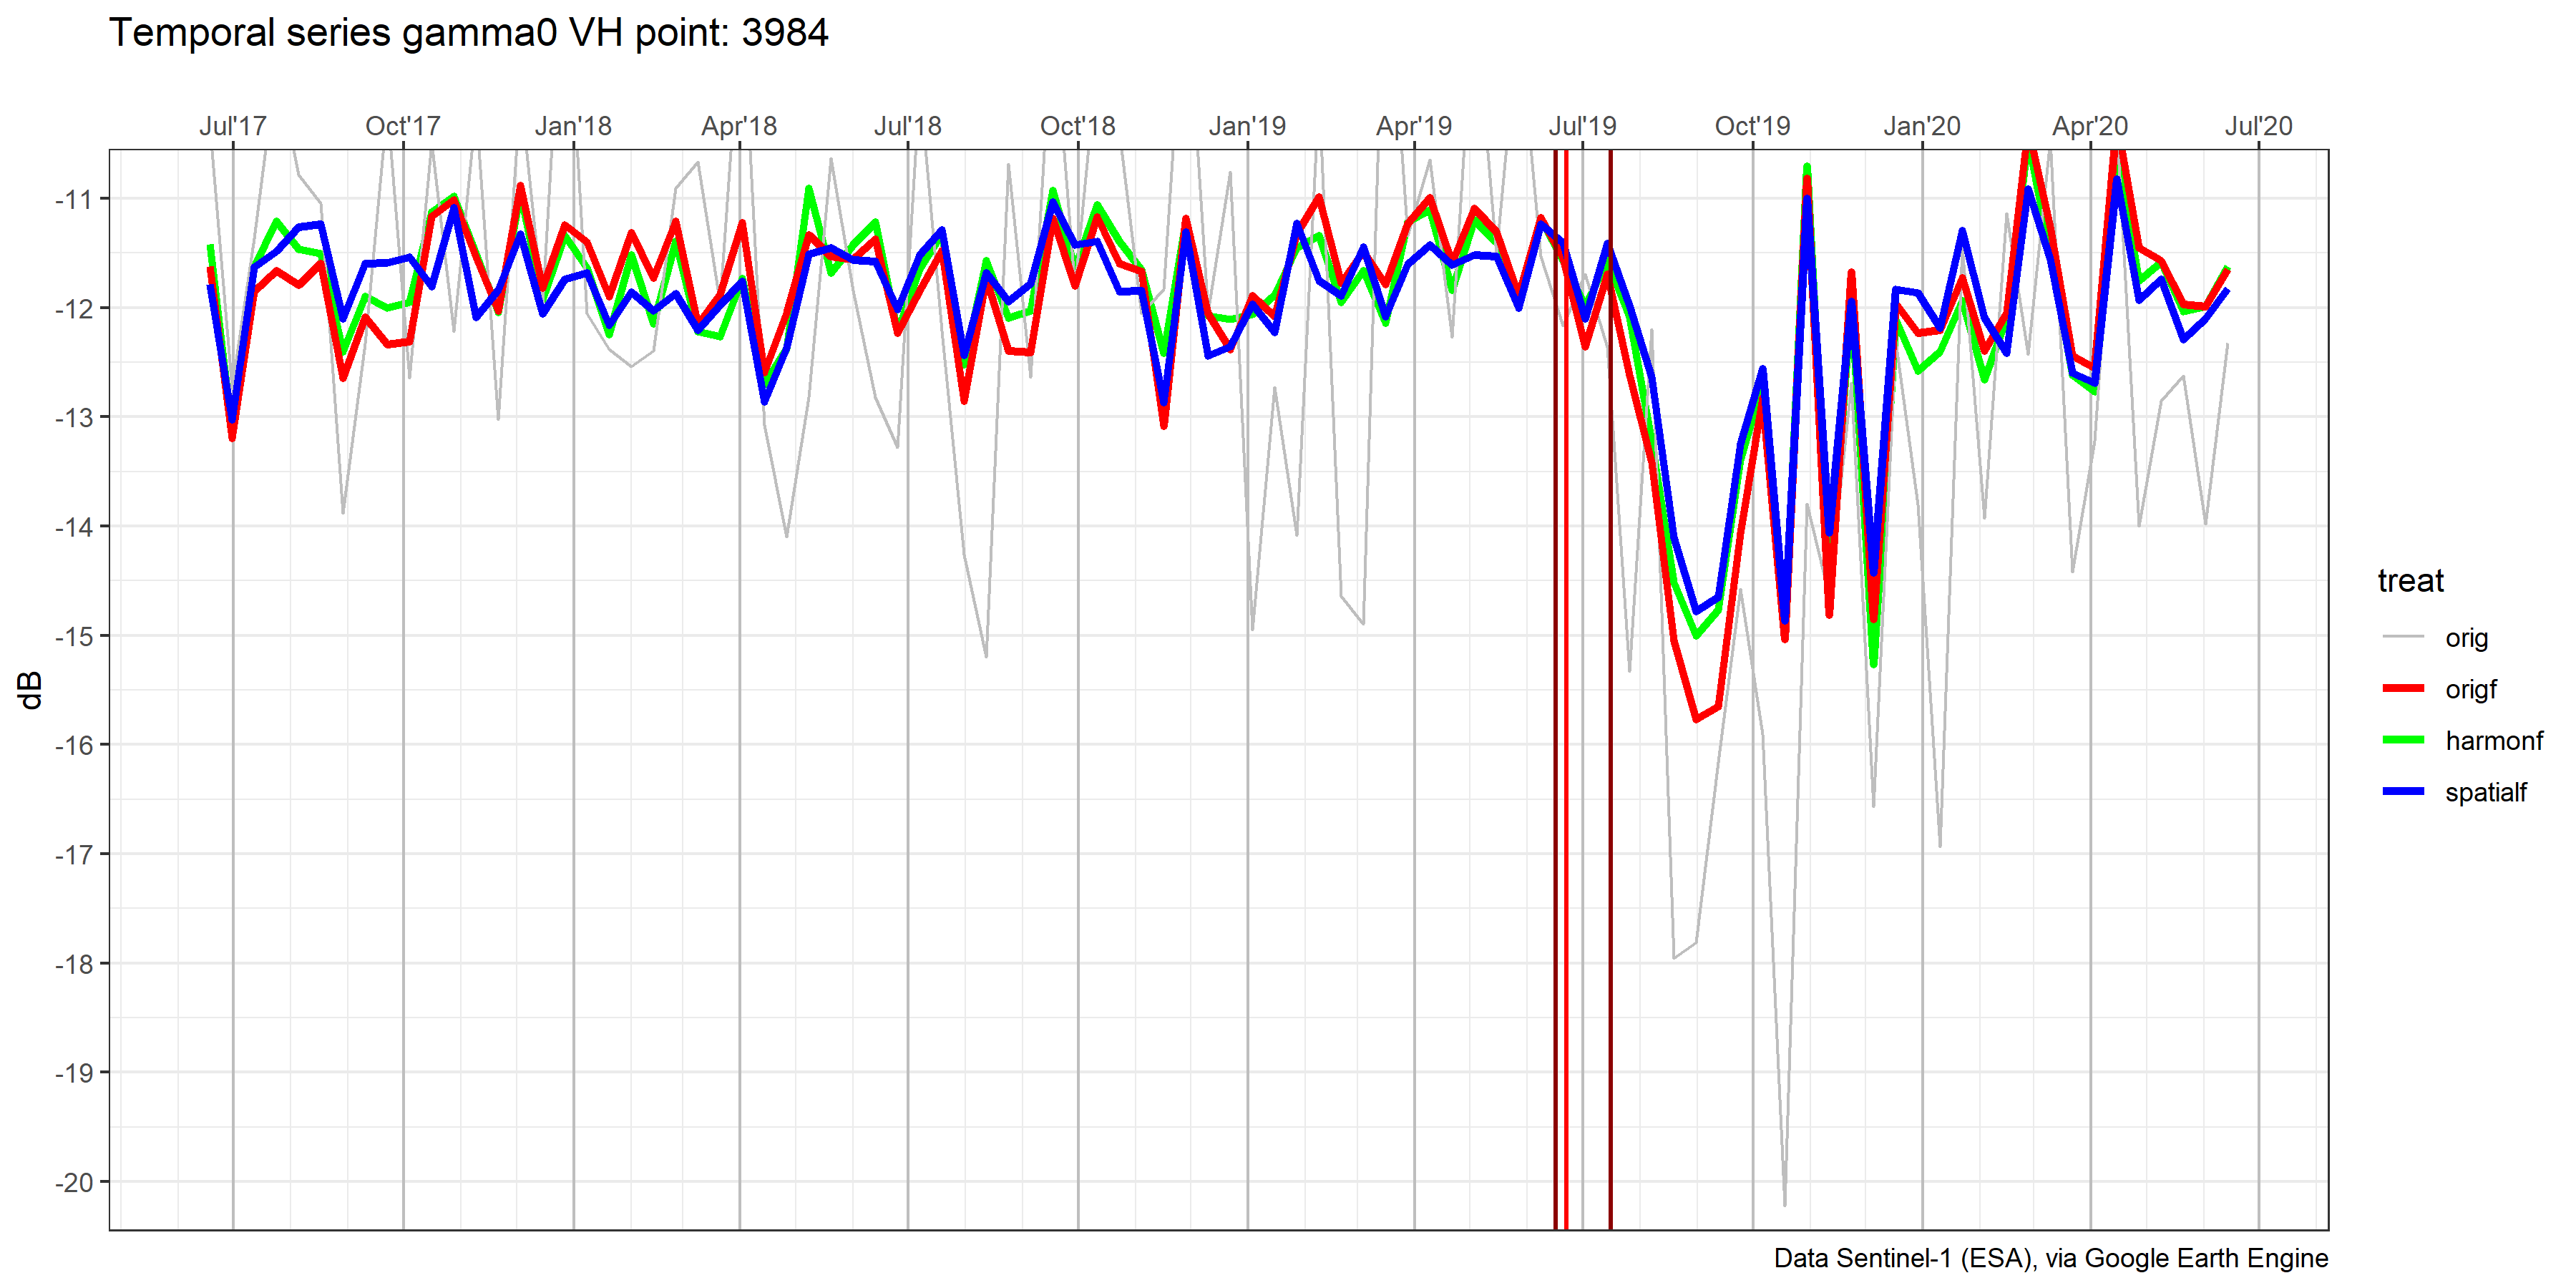 Temporal series gamma0 VH point: 3984
Jul'17 Oct'17 Jan'18 Apr'18 Jul'18 Oct'18 Jan'19 Apr'19 Jul'19 Oct'19 Jan'20 Apr'20 Jul'20
-11
-12
-13
-14
-15
-16
-17
-18
-19
-20
dB
treat
orig
origf
harmonf
spatialf
Data Sentinel-1 (ESA), via Google Earth Engine